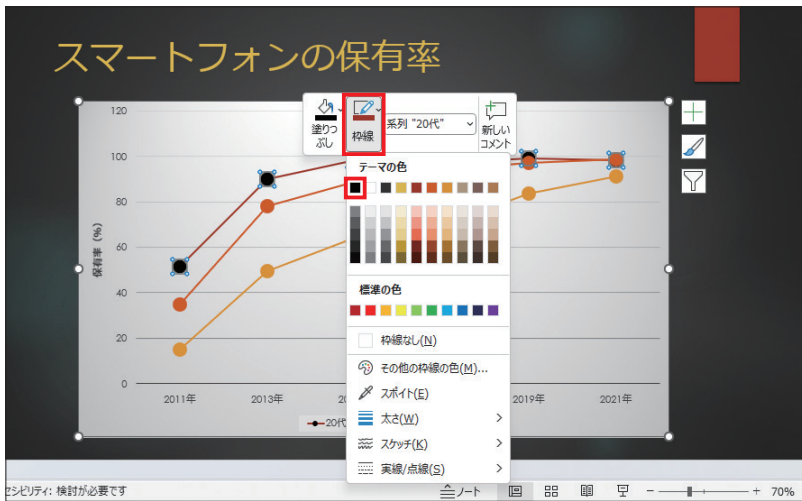 スマートフォンの保有率
塗りつ
ぶし
枠線
系列 "20代"
新しい
コメント
テーマの色
標準の色
枠線なし(N)
その他の枠線の色(M)...
スポイト(E)
太さ(W)
スケッチ(K)
実線/点線(S)
保有率 (%)
120
100
80
60
40
20
0
2011年
2013年
2019年
2021年
20代
セシビリティ: 検討が必要です
ノート
70%